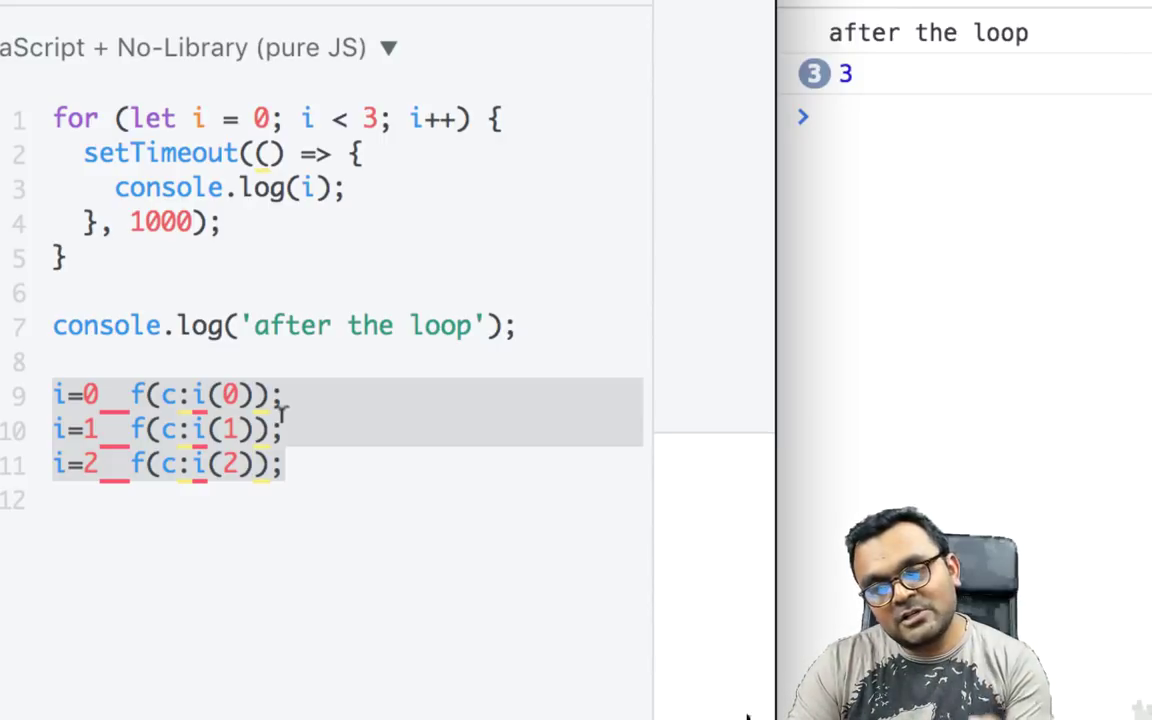 aScript + No-Library (pure JS) ▼
1 for (let i = 0; i < 3; i++) {
2 setTimeout(() => {
3 console.log(i);
4 }, 1000);
5 }
6
7 console.log('after the loop');
8
9 i=0 f(c:i(0));
10 i=1 f(c:i(1));
11 i=2 f(c:i(2));
12
after the loop
3 3
>